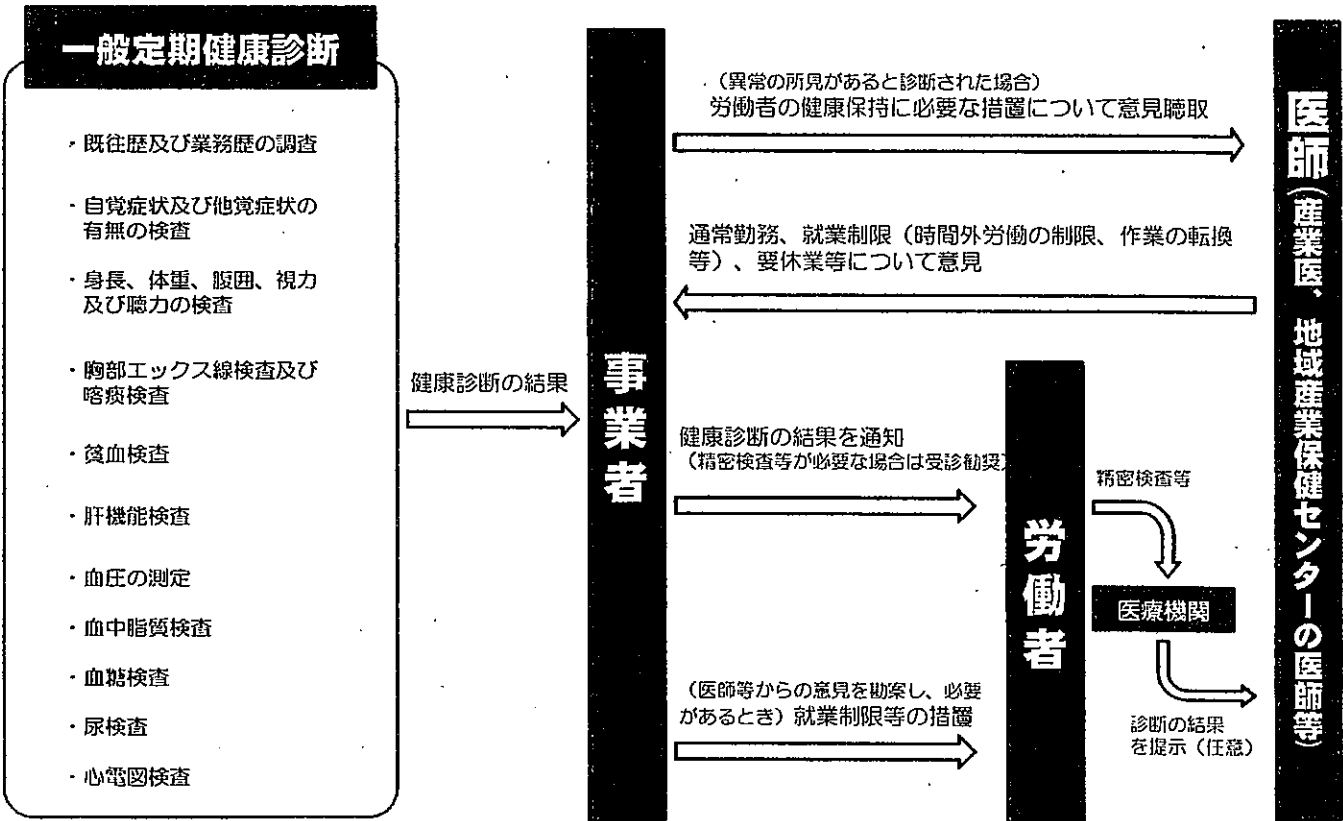 一般定期健康診断
・既往歴及び業務歴の調査
・自覚症状及び他覚症状の
有無の検査
・身長、体重、腹囲、視力
及び聴力の検査
・胸部エックス線検査及び
喀痰検査
・貧血検査
・肝機能検査
・血圧の測定
・血中脂質検査
・血糖検査
・尿検査
・心電図検査
健康診断の結果
事業者
（異常の所見があると診断された場合）
労働者の健康保持に必要な措置について意見聴取
通常勤務、就業制限（時間外労働の制限、作業の転換
等）、要休業等について意見
健康診断の結果を通知
（精密検査等が必要な場合は受診勧奨）
（医師等からの意見を勘案し、必要
があるとき）就業制限等の措置
労働者
精密検査等
医療機関
診断の結果
を提示（任意）
医師（産業医、地域産業保健センターの医師等）